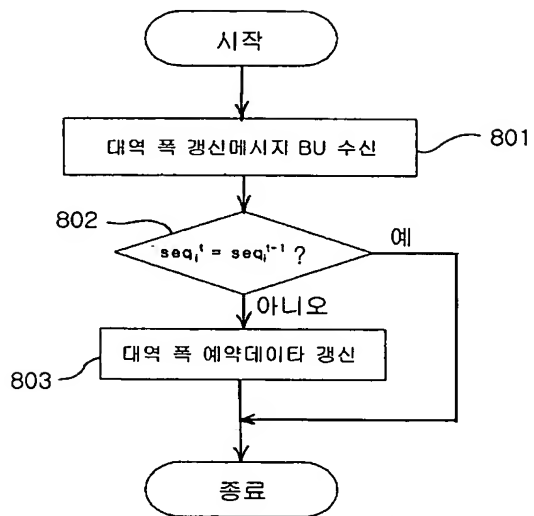 시작
대역 폭 갱신메시지 BU 수신
801
802
seqᵢᵗ = seqᵢᵗ⁻¹ ?
예
아니오
대역 폭 예약데이타 갱신
803
종료